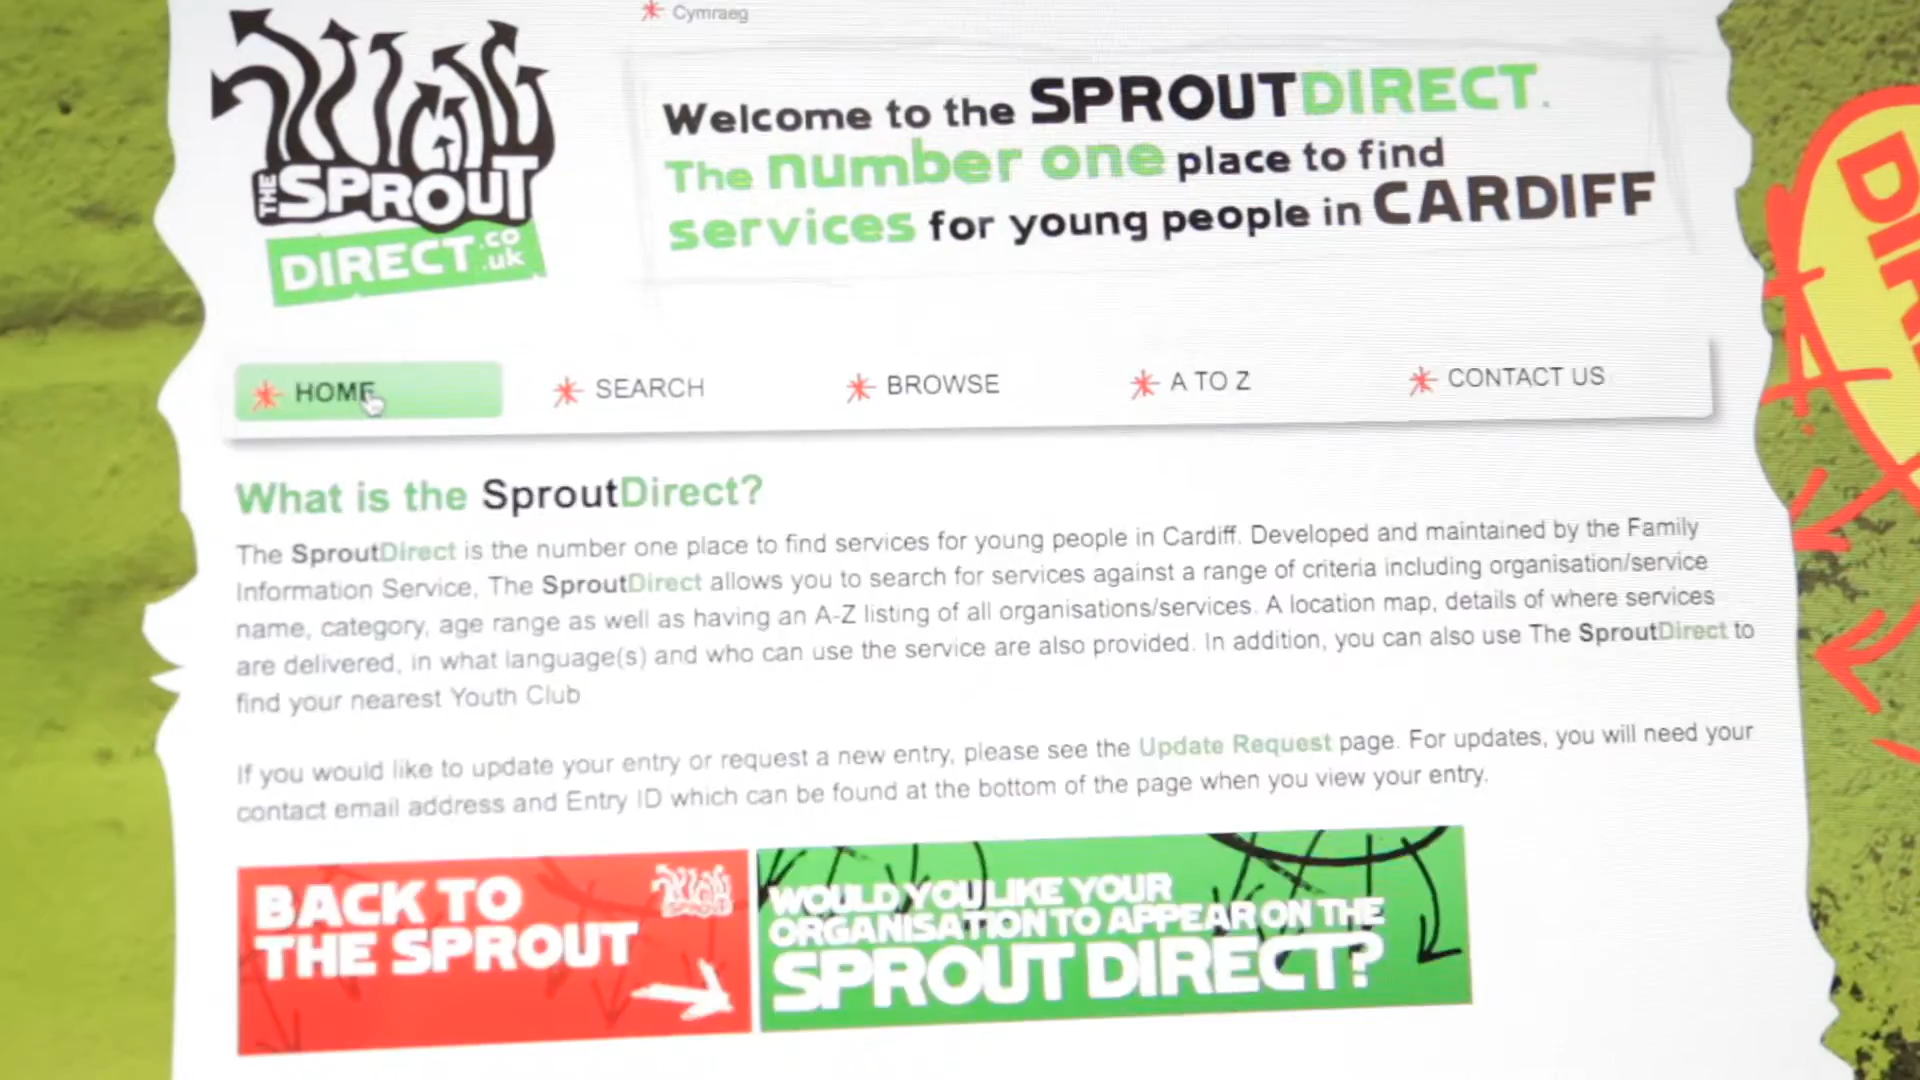 Cymraeg
THE SPROUT
DIRECT.co.uk
Welcome to the SPROUTDIRECT.
The number one place to find
services for young people in CARDIFF
HOME
SEARCH
BROWSE
A TO Z
CONTACT US
What is the SproutDirect?
The SproutDirect is the number one place to find services for young people in Cardiff. Developed and maintained by the Family
Information Service, The SproutDirect allows you to search for services against a range of criteria including organisation/service
name, category, age range as well as having an A-Z listing of all organisations/services. A location map, details of where services
are delivered, in what language(s) and who can use the service are also provided. In addition, you can also use The SproutDirect to
find your nearest Youth Club
If you would like to update your entry or request a new entry, please see the Update Request page. For updates, you will need your
contact email address and Entry ID which can be found at the bottom of the page when you view your entry.
BACK TO
THE SPROUT
WOULD YOU LIKE YOUR
ORGANISATION TO APPEAR ON THE
SPROUT DIRECT?